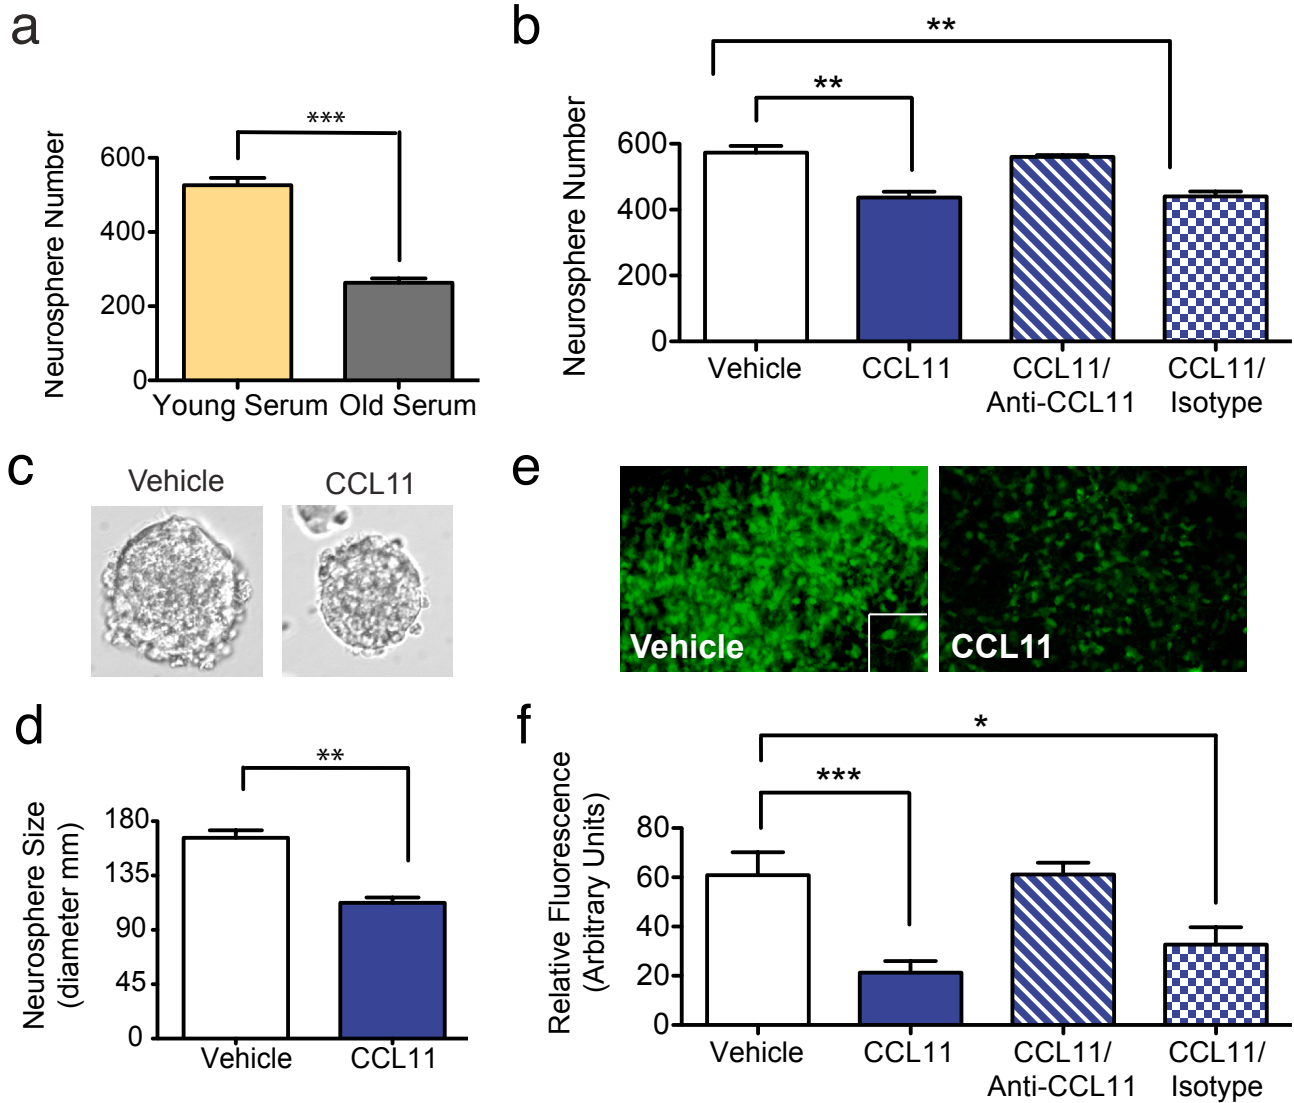 a
***
Neurosphere Number
600
400
200
0
Young Serum Old Serum
b
**
**
Neurosphere Number
600
400
200
0
Vehicle
CCL11
CCL11/
Anti-CCL11
CCL11/
Isotype
c
Vehicle
CCL11
d
**
Neurosphere Size
(diameter mm)
180
135
90
45
0
Vehicle
CCL11
e
Vehicle
CCL11
f
*
***
Relative Fluorescence
(Arbitrary Units)
80
60
40
20
0
Vehicle
CCL11
CCL11/
Anti-CCL11
CCL11/
Isotype